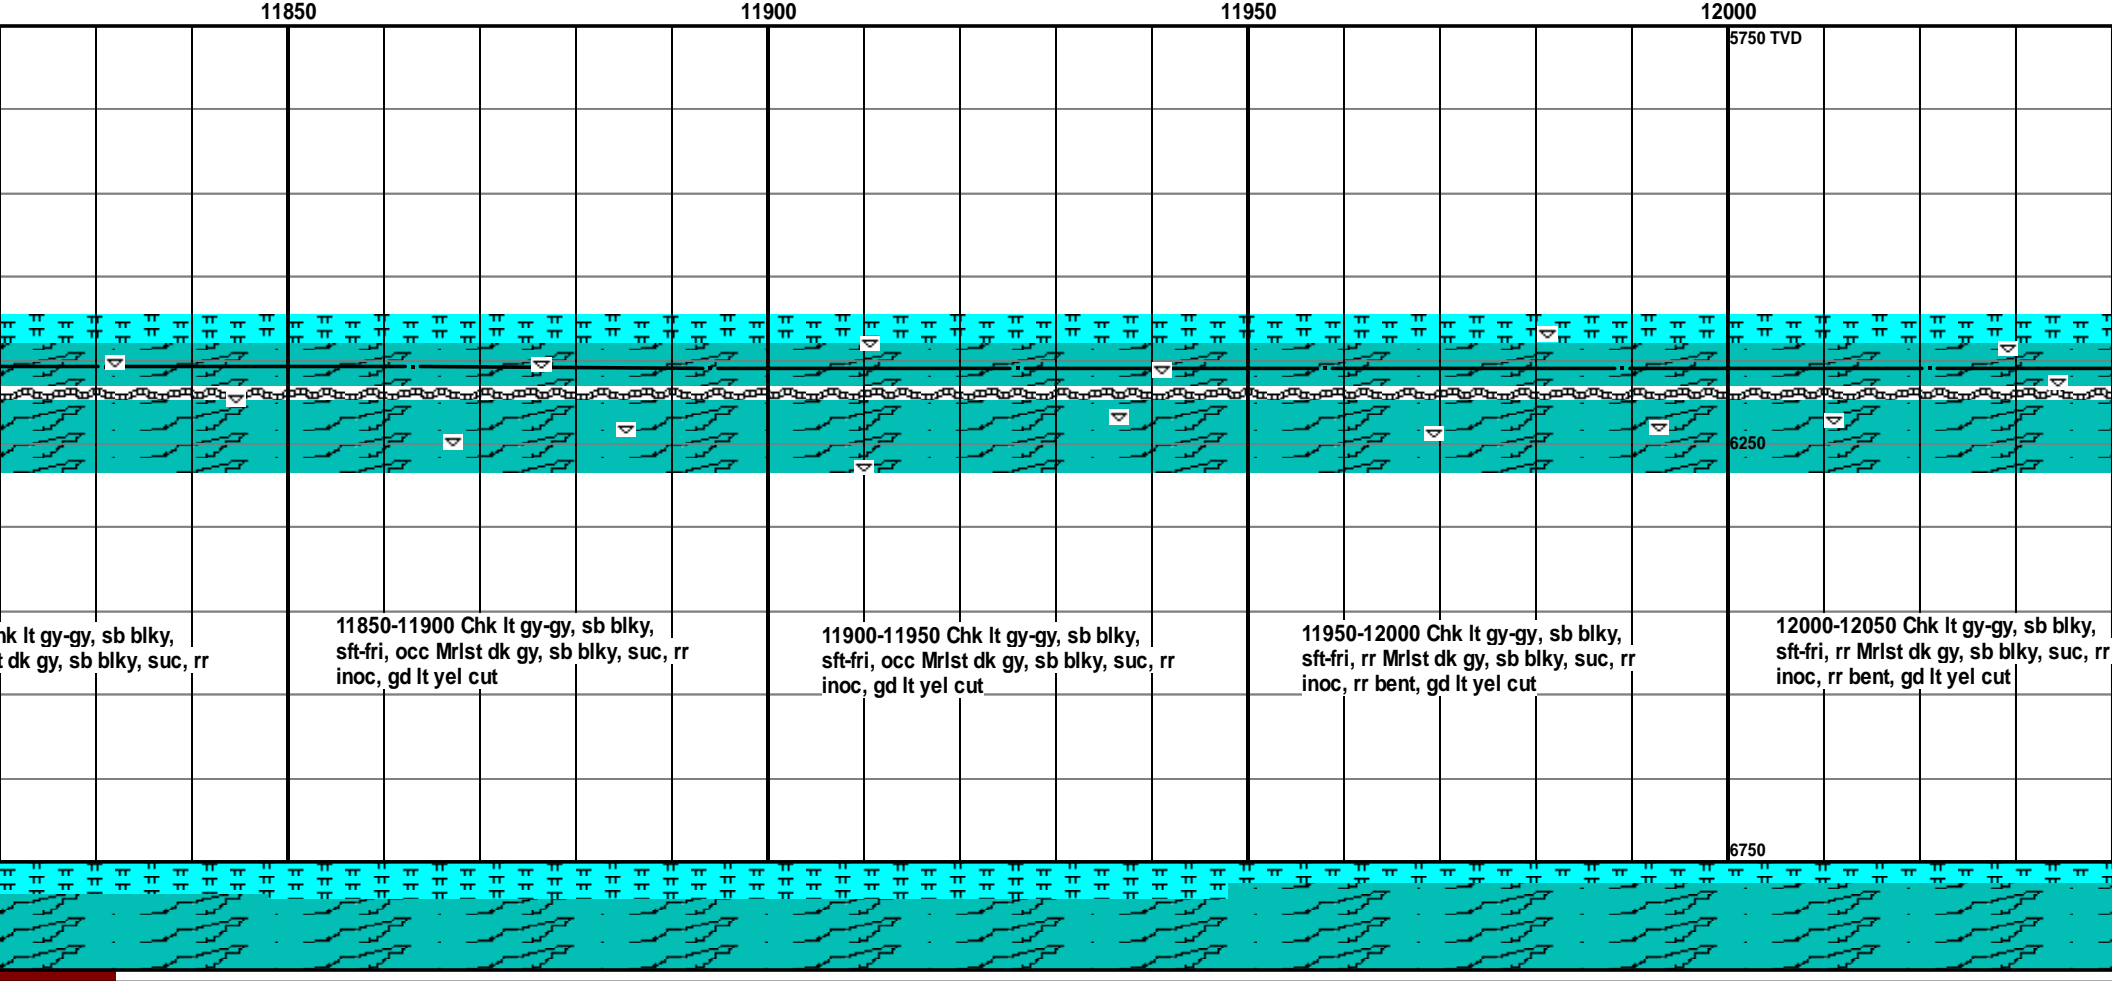 11850
11900
11950
12000
5750 TVD
6250
hk lt gy-gy, sb blky,
t dk gy, sb blky, suc, rr
11850-11900 Chk lt gy-gy, sb blky,
sft-fri, occ Mrlst dk gy, sb blky, suc, rr
inoc, gd lt yel cut
11900-11950 Chk lt gy-gy, sb blky,
sft-fri, occ Mrlst dk gy, sb blky, suc, rr
inoc, gd lt yel cut
11950-12000 Chk lt gy-gy, sb blky,
sft-fri, rr Mrlst dk gy, sb blky, suc, rr
inoc, rr bent, gd lt yel cut
12000-12050 Chk lt gy-gy, sb blky,
sft-fri, rr Mrlst dk gy, sb blky, suc, rr
inoc, rr bent, gd lt yel cut
6750